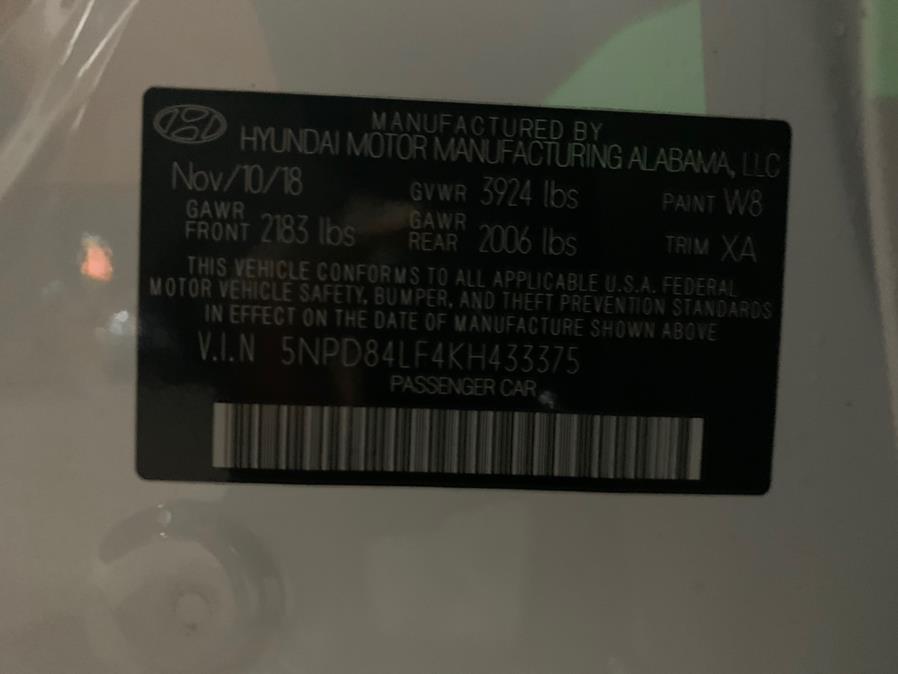 MANUFACTURED BY
HYUNDAI MOTOR MANUFACTURING ALABAMA, LLC
Nov/10/18 GVWR 3924 lbs PAINT W8
GAWR FRONT 2183 lbs GAWR REAR 2006 lbs TRIM XA
THIS VEHICLE CONFORMS TO ALL APPLICABLE U.S.A. FEDERAL
MOTOR VEHICLE SAFETY, BUMPER, AND THEFT PREVENTION STANDARDS
IN EFFECT ON THE DATE OF MANUFACTURE SHOWN ABOVE
V.I.N 5NPD84LF4KH433375
PASSENGER CAR